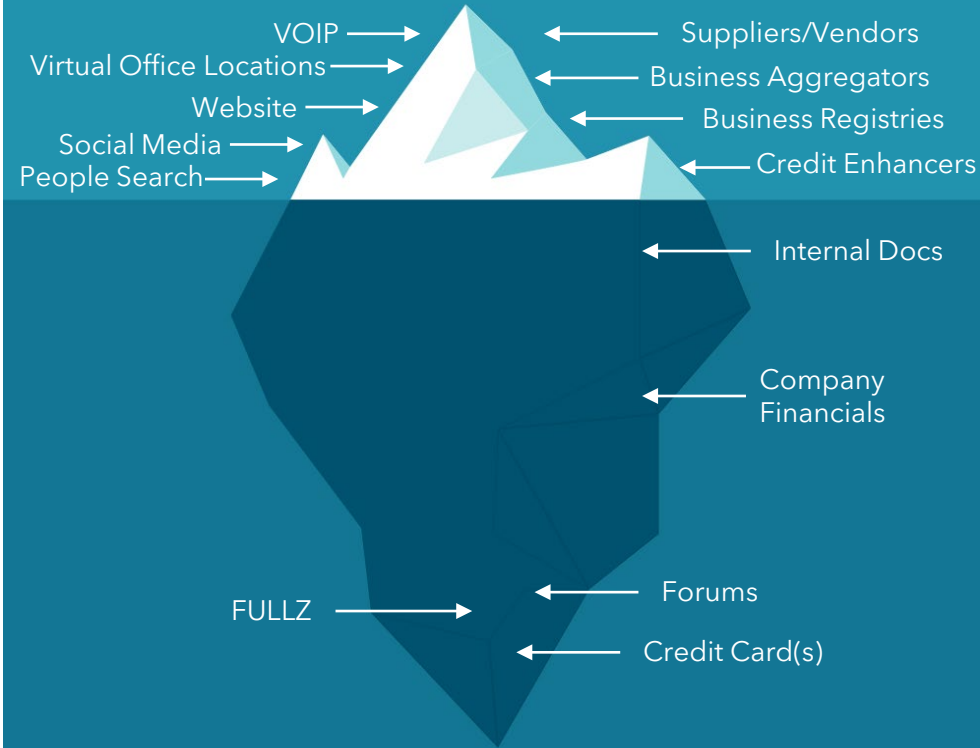 VOIP
Virtual Office Locations
Website
Social Media
People Search
Suppliers/Vendors
Business Aggregators
Business Registries
Credit Enhancers
Internal Docs
Company
Financials
FULLZ
Forums
Credit Card(s)